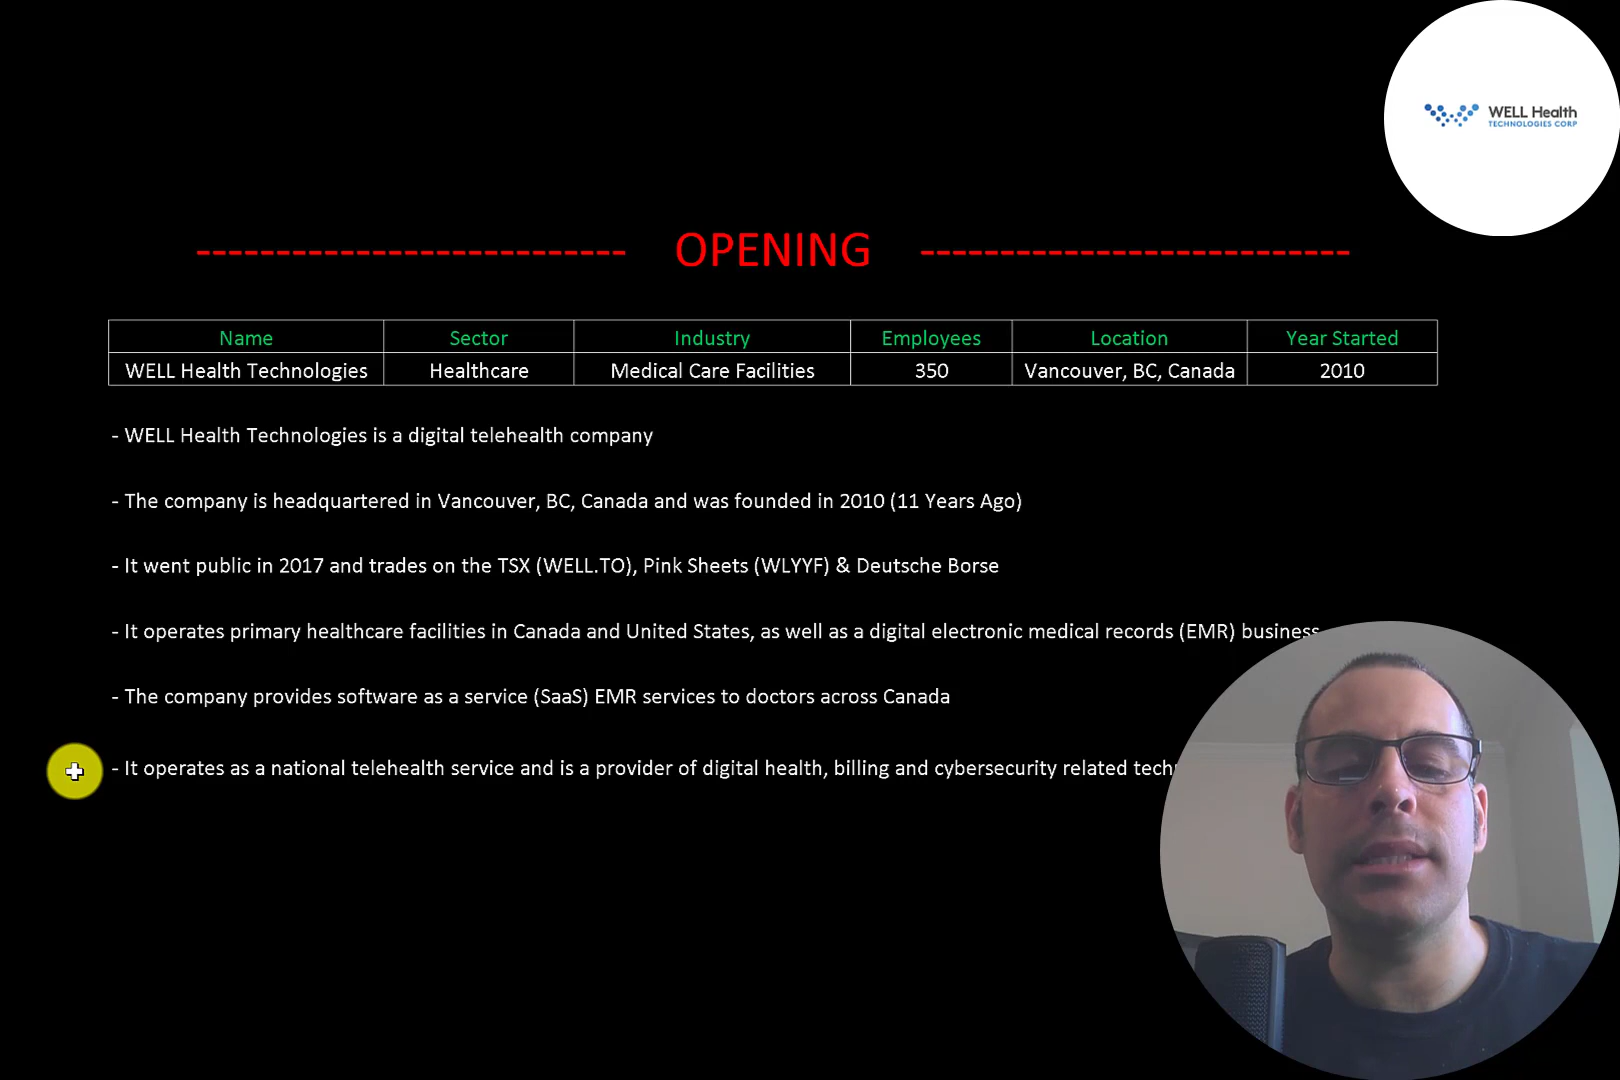 WELL Health
TECHNOLOGIES CORP
-------------------------- OPENING --------------------------
Name Sector Industry Employees Location Year Started
WELL Health Technologies Healthcare Medical Care Facilities 350 Vancouver, BC, Canada 2010
- WELL Health Technologies is a digital telehealth company
- The company is headquartered in Vancouver, BC, Canada and was founded in 2010 (11 Years Ago)
- It went public in 2017 and trades on the TSX (WELL.TO), Pink Sheets (WLYYF) & Deutsche Borse
- It operates primary healthcare facilities in Canada and United States, as well as a digital electronic medical records (EMR) business
- The company provides software as a service (SaaS) EMR services to doctors across Canada
- It operates as a national telehealth service and is a provider of digital health, billing and cybersecurity related